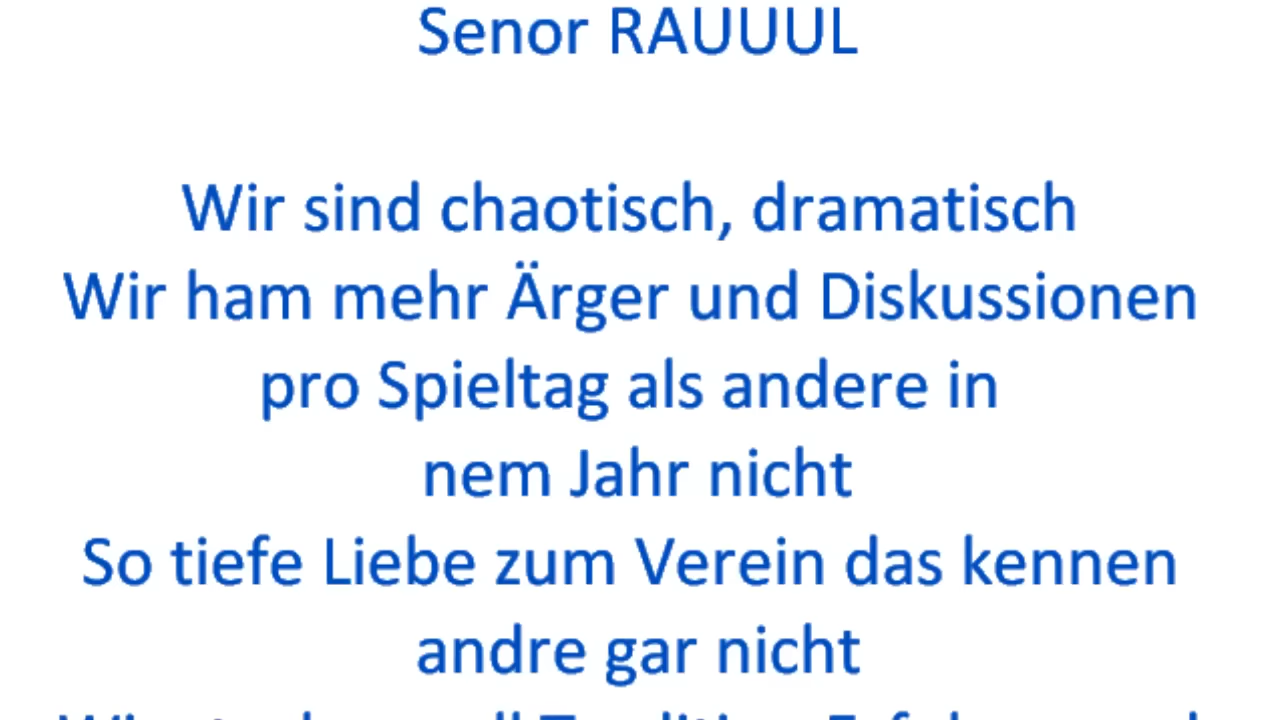 Senor RAUUUL
Wir sind chaotisch, dramatisch
Wir ham mehr Ärger und Diskussionen
pro Spieltag als andere in
nem Jahr nicht
So tiefe Liebe zum Verein das kennen
andre gar nicht